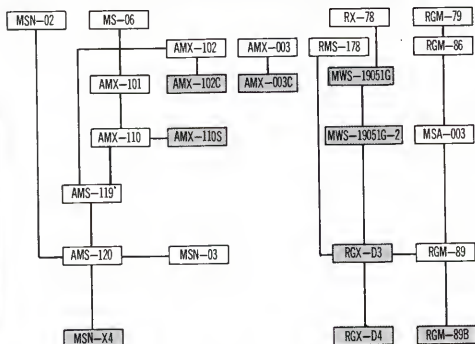 MSN-02
MS-06
RX-78
RGM-79
AMX-102
AMX-003
RMS-178
RGM-86
AMX-101
AMX-102C
AMX-003C
MWS-19051G
AMX-110
AMX-110S
MWS-19051G-2
MSA-003
AMS-119
AMS-120
MSN-03
RGX-D3
RGM-89
MSN-X4
RGX-D4
RGM-89B